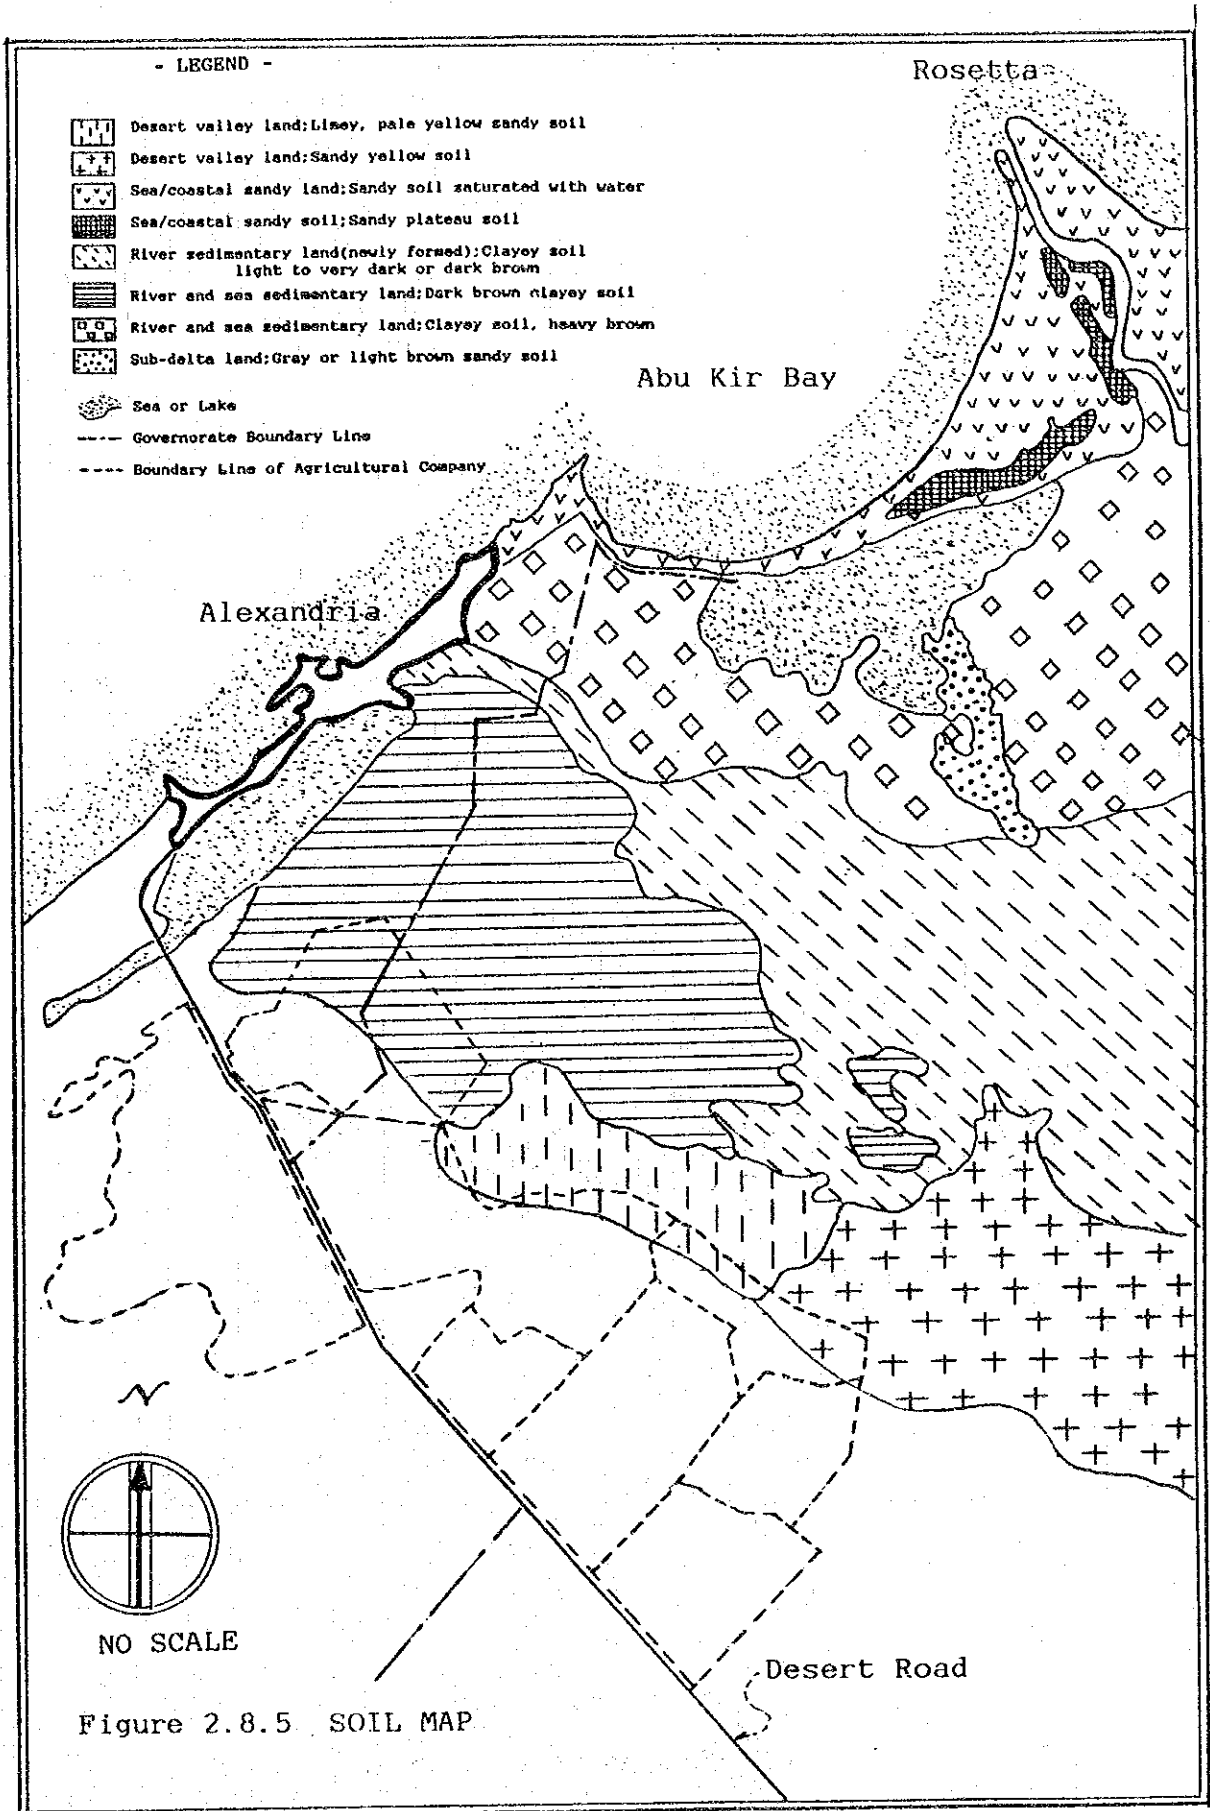 - LEGEND -
Desert valley land;Limey, pale yellow sandy soil
Desert valley land;Sandy yellow soil
Sea/coastal sandy land;Sandy soil saturated with water
Sea/coastal sandy soil;Sandy plateau soil
River sedimentary land(newly formed);Clayey soil
light to very dark or dark brown
River and sea sedimentary land;Dark brown clayey soil
River and sea sedimentary land;Clayey soil, heavy brown
Sub-delta land;Gray or light brown sandy soil
Sea or Lake
Governorate Boundary Line
Boundary Line of Agricultural Company
Rosetta
Abu Kir Bay
Alexandria
N
NO SCALE
Desert Road
Figure 2.8.5 SOIL MAP